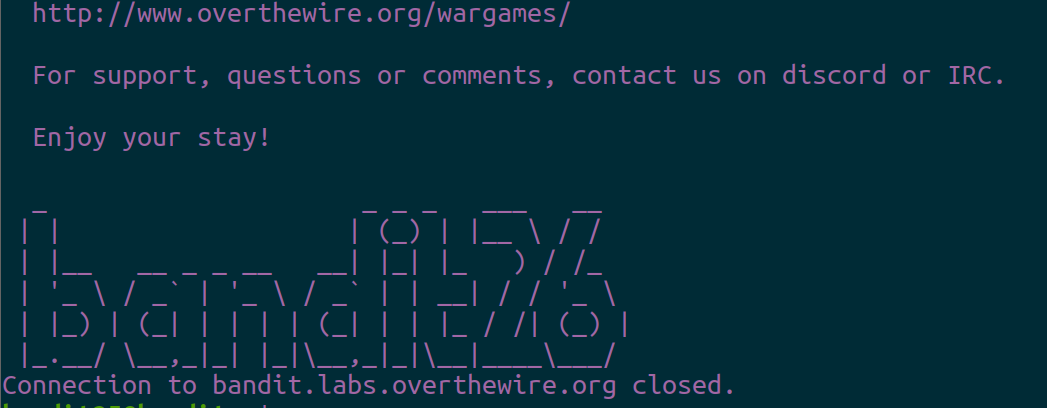 http://www.overthewire.org/wargames/
For support, questions or comments, contact us on discord or IRC.
Enjoy your stay!
bandit26
Connection to bandit.labs.overthewire.org closed.